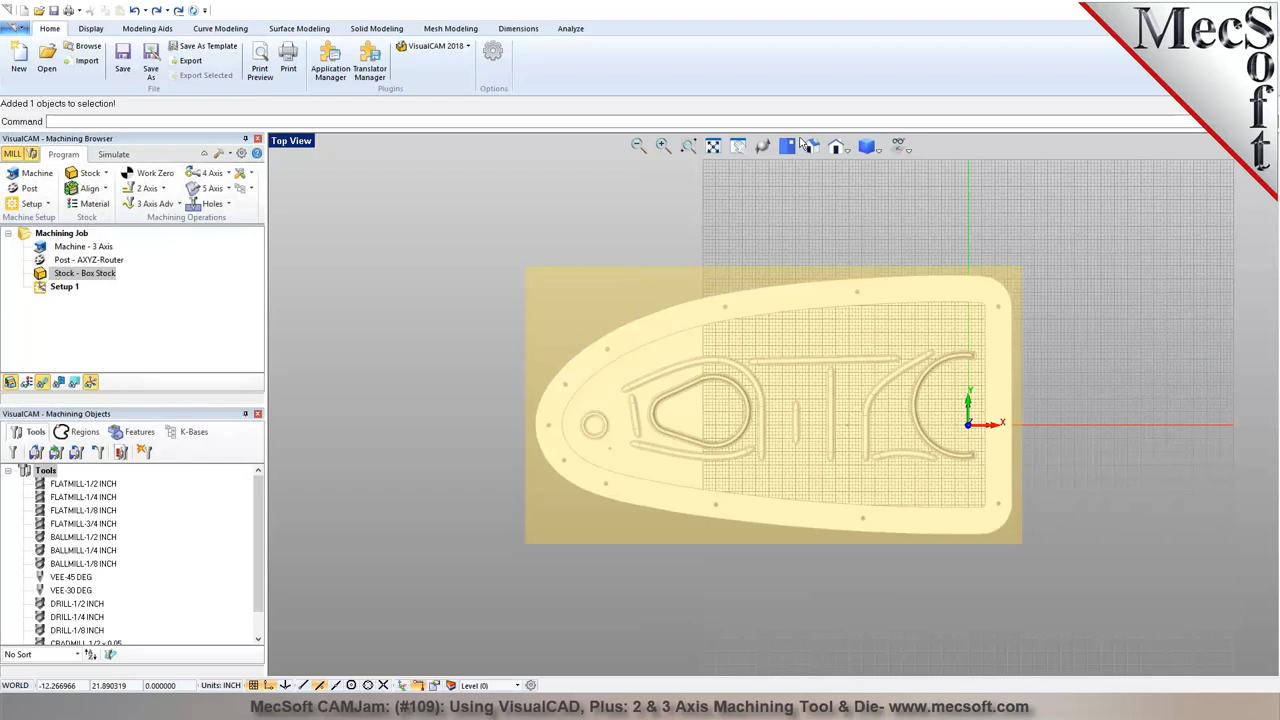 Home Display Modeling Aids Curve Modeling Surface Modeling Solid Modeling Mesh Modeling Dimensions Analyze
New Open Browse Import Save Save As Save As Template Export Export Selected Print Preview Print Application Manager Translator Manager VisualCAM 2018
File Plugins Options
Added 1 objects to selection!
Command
VisualCAM - Machining Browser
MILL Program Simulate
Machine Stock Work Zero 4 Axis
Post Align 2 Axis 5 Axis
Setup Material 3 Axis Adv Holes
Machine Setup Stock Machining Operations
Machining Job
Machine - 3 Axis
Post - AXYZ-Router
Stock - Box Stock
Setup 1
VisualCAM - Machining Objects
Tools Regions Features K-Bases
Tools
FLATMILL-1/2 INCH
FLATMILL-1/4 INCH
FLATMILL-1/8 INCH
FLATMILL-3/4 INCH
BALLMILL-1/2 INCH
BALLMILL-1/4 INCH
BALLMILL-1/8 INCH
VEE-45 DEG
VEE-30 DEG
DRILL-1/2 INCH
DRILL-1/4 INCH
DRILL-1/8 INCH
No Sort
Top View
Y
X
WORLD -12.266966 21.890319 0.000000 Units: INCH Level (0)
MecSoft
MecSoft CAMJam: (#109): Using VisualCAD, Plus: 2 & 3 Axis Machining Tool & Die- www.mecsoft.com